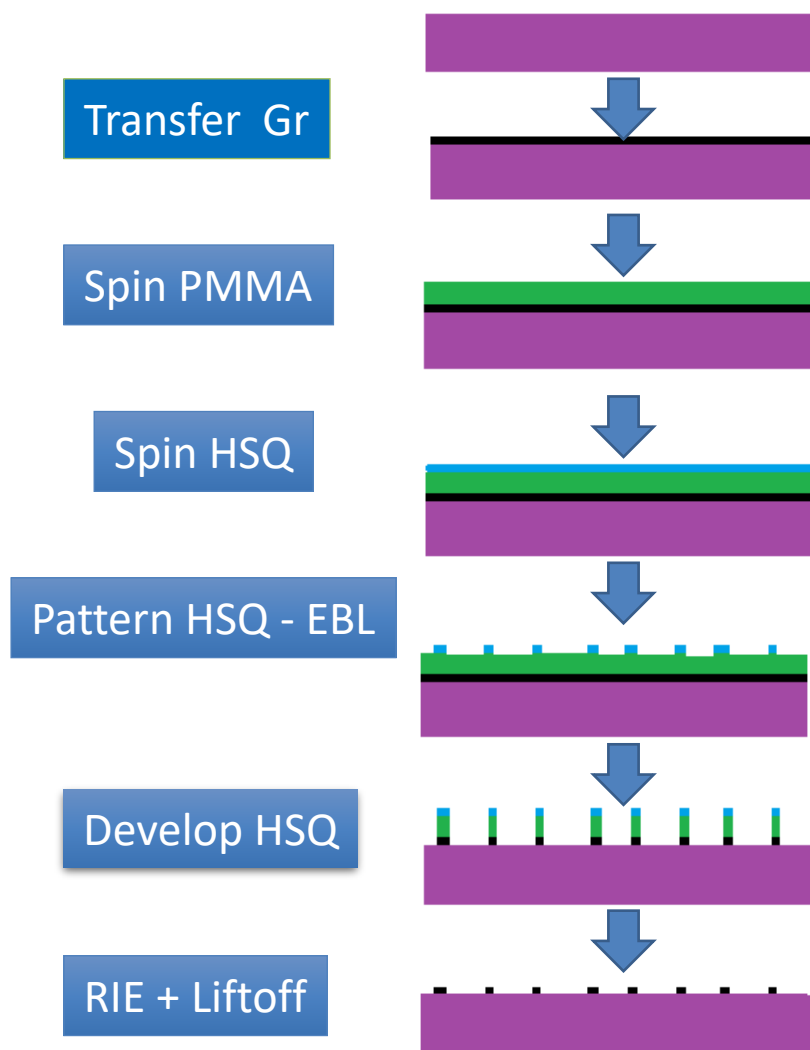 Transfer Gr
Spin PMMA
Spin HSQ
Pattern HSQ - EBL
Develop HSQ
RIE + Liftoff